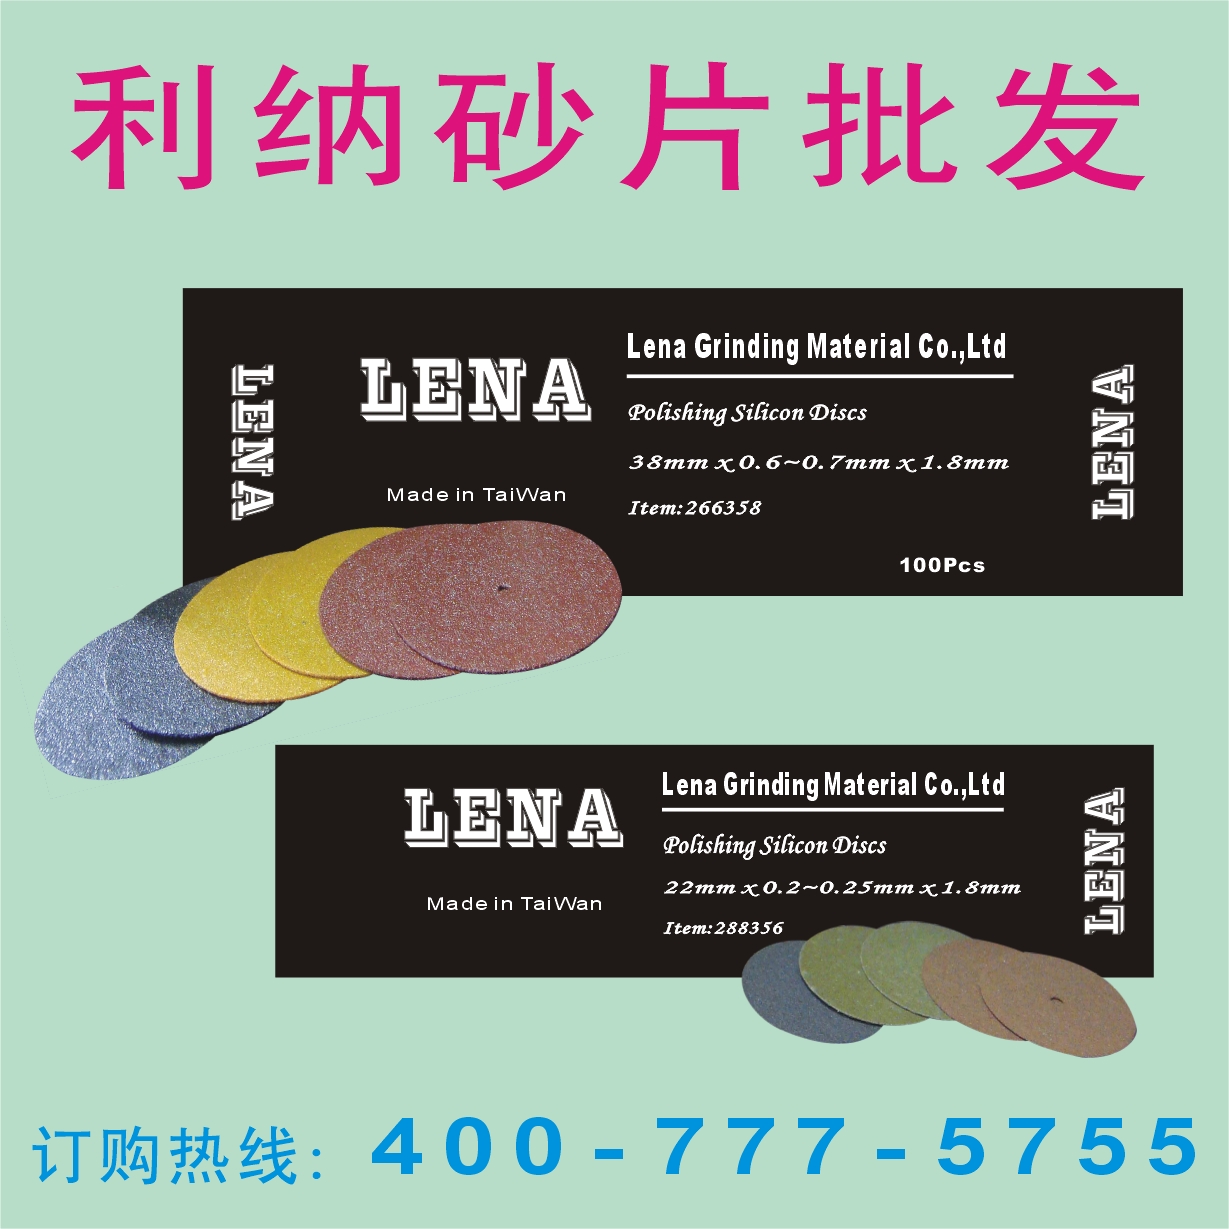 利纳砂片批发
LENA
LENA
Made in TaiWan
Lena Grinding Material Co.,Ltd
Polishing Silicon Discs
38mm x 0.6~0.7mm x 1.8mm
Item:266358
100Pcs
LENA
LENA
Made in TaiWan
Lena Grinding Material Co.,Ltd
Polishing Silicon Discs
22mm x 0.2~0.25mm x 1.8mm
Item:288356
LENA
订购热线: 400-777-5755